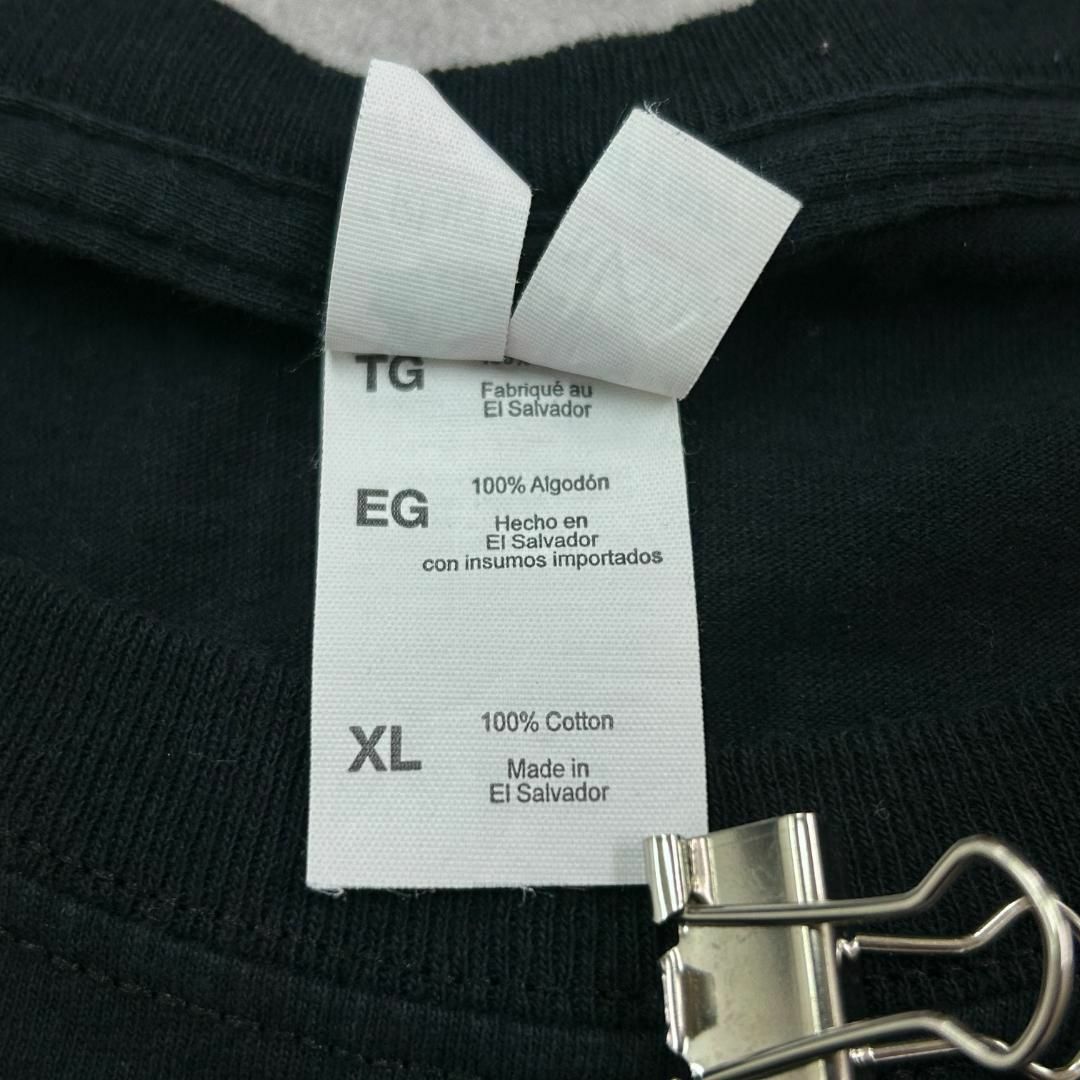 TG
Fabriqué au
El Salvador
EG
100% Algodón
Hecho en
El Salvador
con insumos importados
XL
100% Cotton
Made in
El Salvador